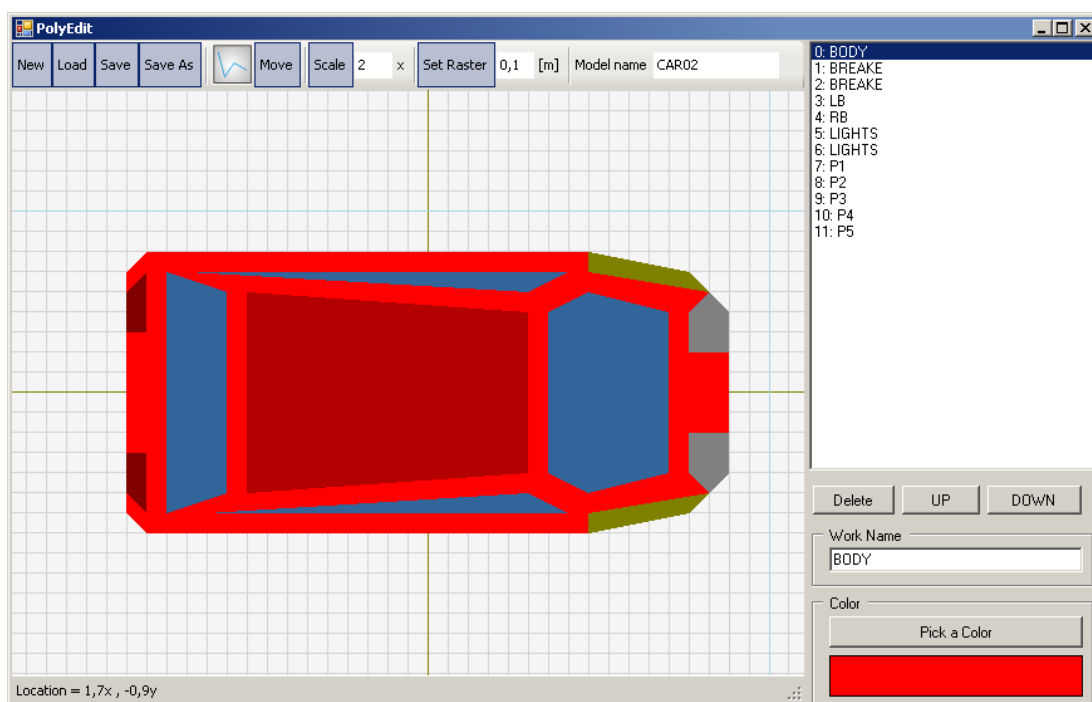 PolyEdit
New Load Save Save As Move Scale 2 x Set Raster 0,1 [m] Model name CAR02
0: BODY
1: BREAKE
2: BREAKE
3: LB
4: RB
5: LIGHTS
6: LIGHTS
7: P1
8: P2
9: P3
10: P4
11: P5
Delete UP DOWN
Work Name
BODY
Color
Pick a Color
Location = 1,7x , -0,9y